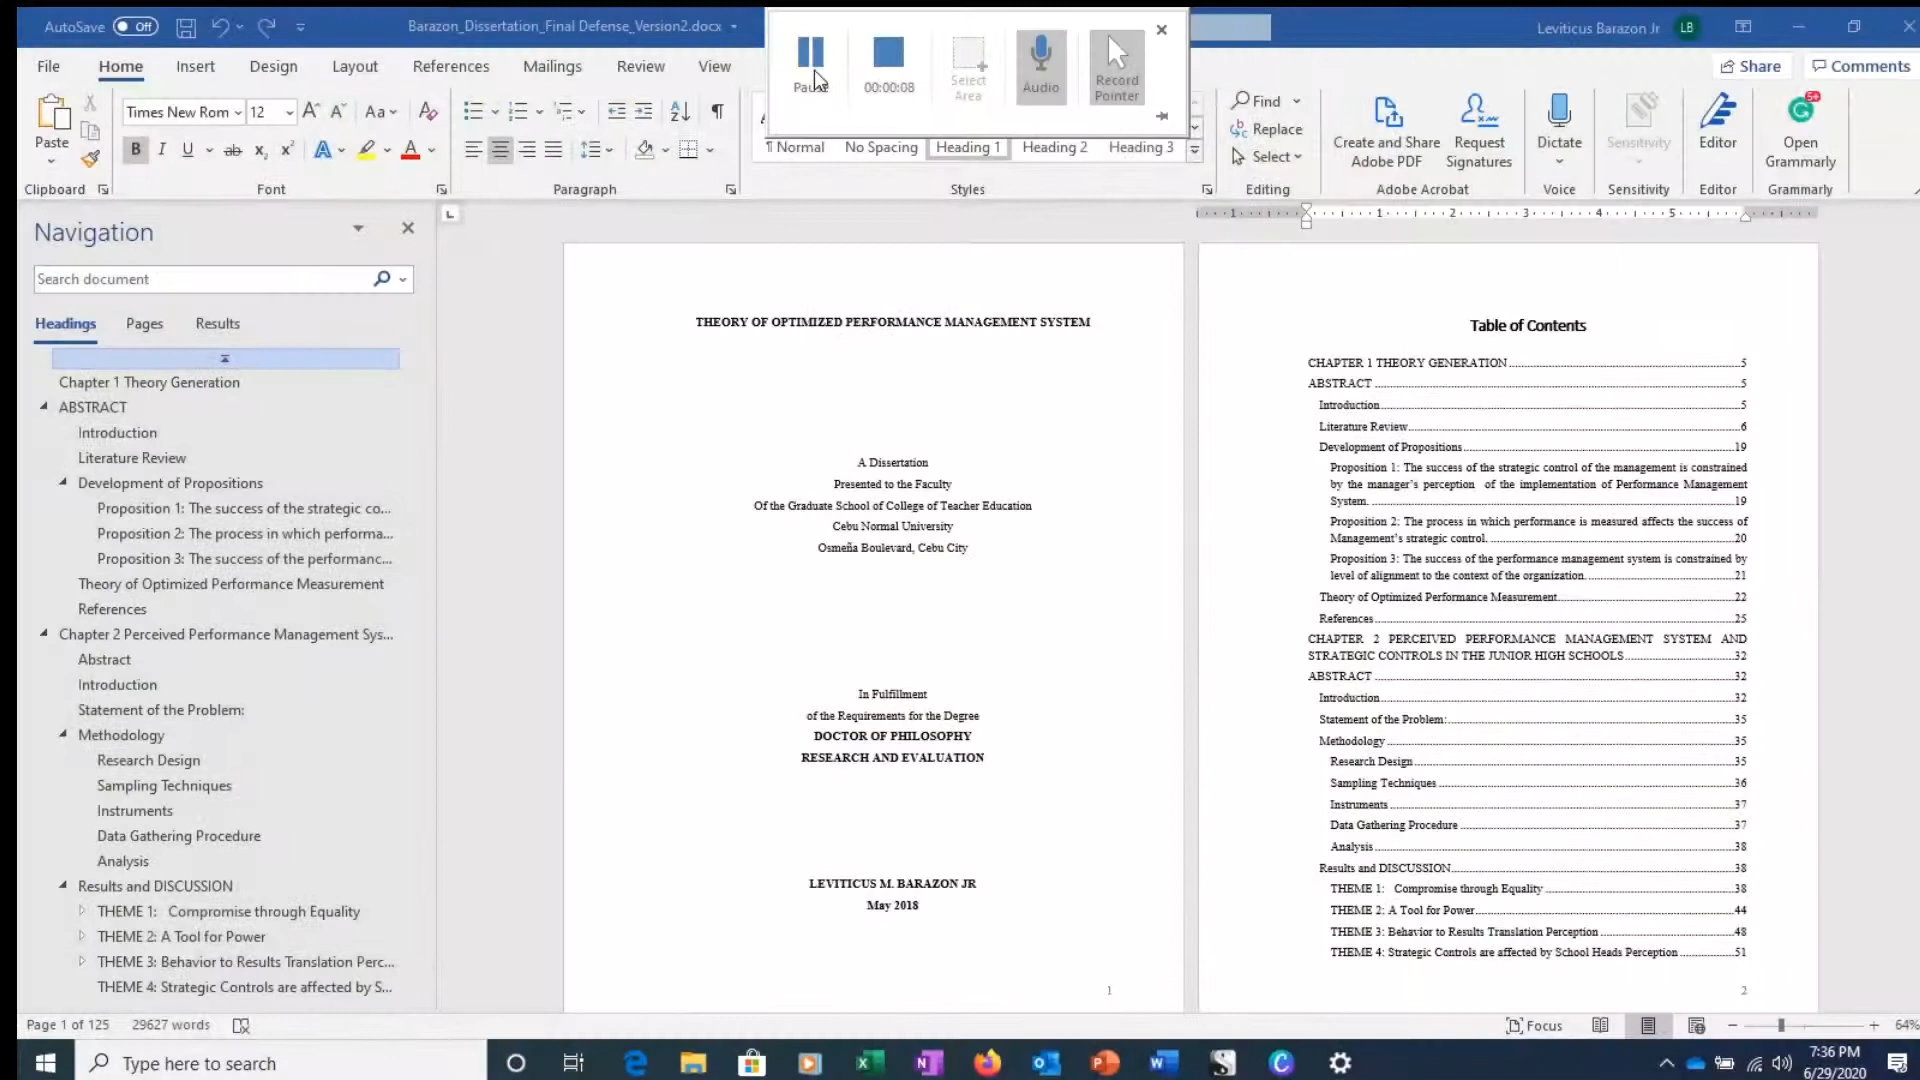 AutoSave Off
Barazon_Dissertation_Final Defense_Version2.docx
Leviticus Barazon Jr LB
File Home Insert Design Layout References Mailings Review View
Share Comments
00:00:08
Select Area
Audio
Record Pointer
Paste
Clipboard
Times New Rom 12
Font
Paragraph
Normal No Spacing Heading 1 Heading 2 Heading 3
Styles
Find
Replace
Select
Editing
Create and Share Adobe PDF
Request Signatures
Adobe Acrobat
Dictate
Voice
Sensitivity
Sensitivity
Editor
Editor
Open Grammarly
Grammarly
Navigation
Search document
Headings Pages Results
Chapter 1 Theory Generation
ABSTRACT
Introduction
Literature Review
Development of Propositions
Proposition 1: The success of the strategic co...
Proposition 2: The process in which performa...
Proposition 3: The success of the performanc...
Theory of Optimized Performance Measurement
References
Chapter 2 Perceived Performance Management Sys...
Abstract
Introduction
Statement of the Problem:
Methodology
Research Design
Sampling Techniques
Instruments
Data Gathering Procedure
Analysis
Results and DISCUSSION
THEME 1: Compromise through Equality
THEME 2: A Tool for Power
THEME 3: Behavior to Results Translation Perc...
THEME 4: Strategic Controls are affected by S...
THEORY OF OPTIMIZED PERFORMANCE MANAGEMENT SYSTEM
A Dissertation
Presented to the Faculty
Of the Graduate School of College of Teacher Education
Cebu Normal University
Osmeña Boulevard, Cebu City
In Fulfillment
of the Requirements for the Degree
DOCTOR OF PHILOSOPHY
RESEARCH AND EVALUATION
LEVITICUS M. BARAZON JR
May 2018
1
Table of Contents
CHAPTER 1 THEORY GENERATION 5
ABSTRACT 5
Introduction 5
Literature Review 6
Development of Propositions 19
Proposition 1: The success of the strategic control of the management is constrained
by the manager's perception of the implementation of Performance Management
System. 19
Proposition 2: The process in which performance is measured affects the success of
Management's strategic control. 20
Proposition 3: The success of the performance management system is constrained by
level of alignment to the context of the organization. 21
Theory of Optimized Performance Measurement 22
References 25
CHAPTER 2 PERCEIVED PERFORMANCE MANAGEMENT SYSTEM AND
STRATEGIC CONTROLS IN THE JUNIOR HIGH SCHOOLS 32
ABSTRACT 32
Introduction 32
Statement of the Problem: 35
Methodology 35
Research Design 35
Sampling Techniques 36
Instruments 37
Data Gathering Procedure 37
Analysis 38
Results and DISCUSSION 38
THEME 1: Compromise through Equality 38
THEME 2: A Tool for Power 44
THEME 3: Behavior to Results Translation Perception 48
THEME 4: Strategic Controls are affected by School Heads Perception 51
2
Page 1 of 125 29627 words
Focus
64%
Type here to search
7:36 PM
6/29/2020